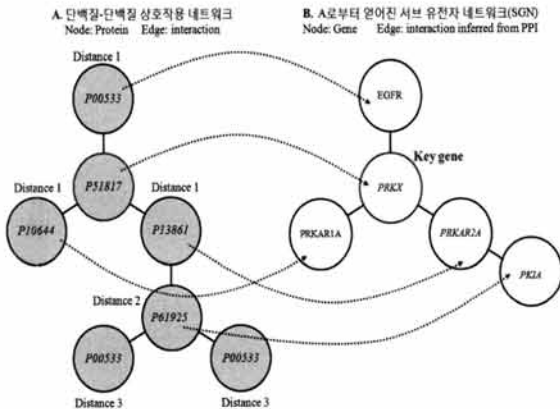 A. 단백질-단백질 상호작용 네트워크
Node: Protein Edge: interaction
B. A로부터 얻어진 서브 유전자 네트워크(SGN)
Node: Gene Edge: interaction inferred from PPI
Distance 1
P00533
EGFR
Key gene
P51817
PRKX
Distance 1
Distance 1
P10644
P13861
PRKAR1A
PRKAR2A
PKIA
Distance 2
P61925
P00533
P00533
Distance 3
Distance 3